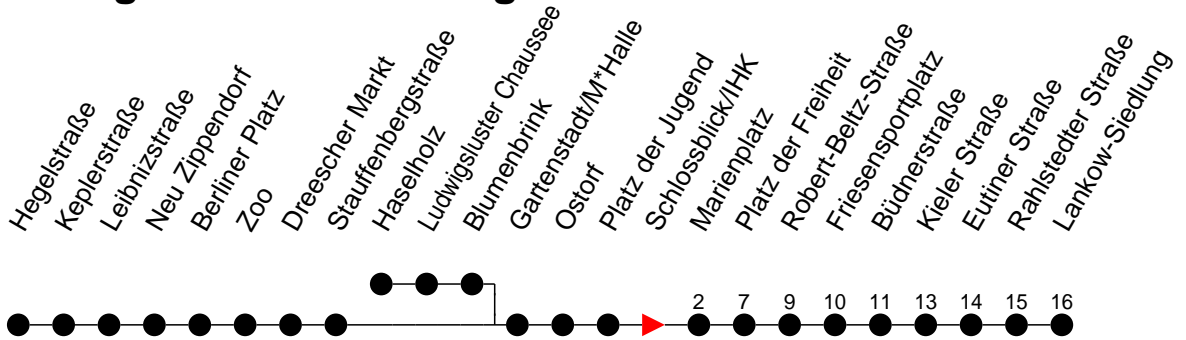 Hegelstraße
Keplerstraße
Leibnizstraße
Neu Zippendorf
Berliner Platz
Zoo
Dreescher Markt
Stauffenbergstraße
Haselholz
Ludwigsluster Chaussee
Blumenbrink
Gartenstadt/M*Halle
Ostorf
Platz der Jugend
Schlossblick/IHK
Marienplatz
Platz der Freiheit
Robert-Beltz-Straße
Friesensportplatz
Büdnerstraße
Kieler Straße
Eutiner Straße
Rahlstedter Straße
Lankow-Siedlung
2 7 9 10 11 13 14 15 16